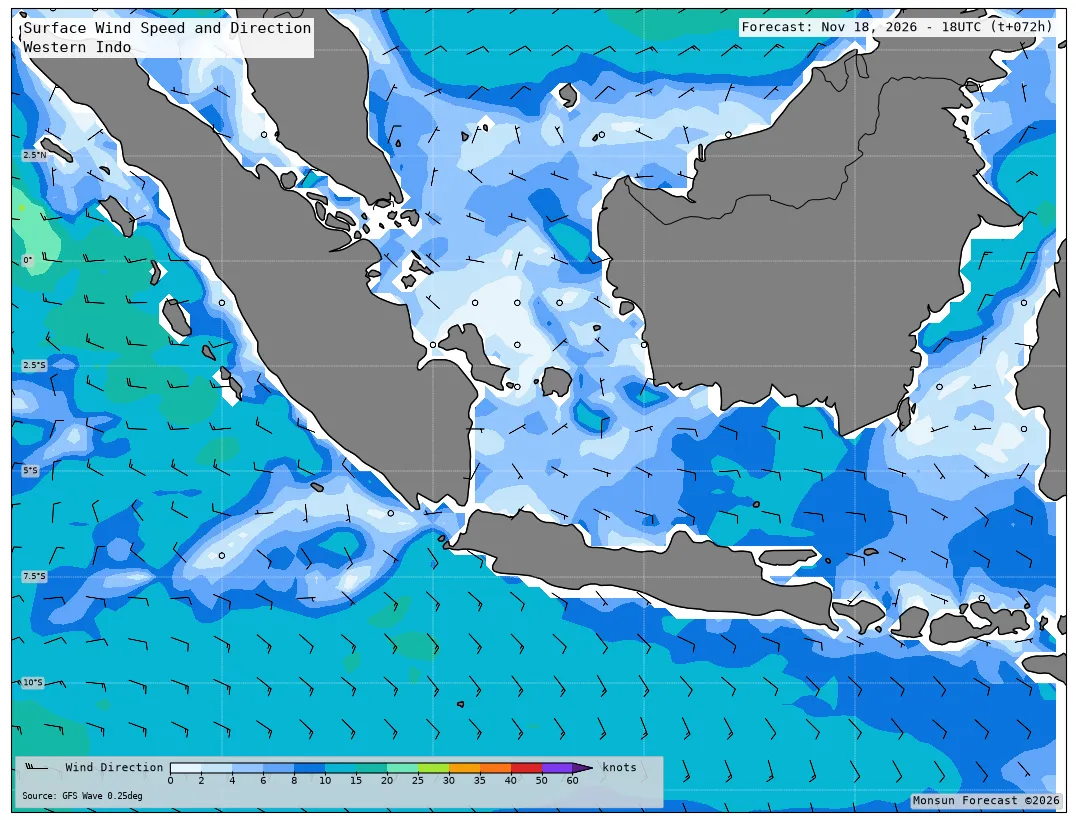 Surface Wind Speed and Direction
Western Indo
Forecast: Nov 18, 2026 - 18UTC (t+072h)
2.5°N
0°
2.5°S
5°S
7.5°S
10°S
Wind Direction
0 2 4 6 8 10 15 20 25 30 35 40 50 60
knots
Source: GFS Wave 0.25deg
Monsun Forecast ©2026